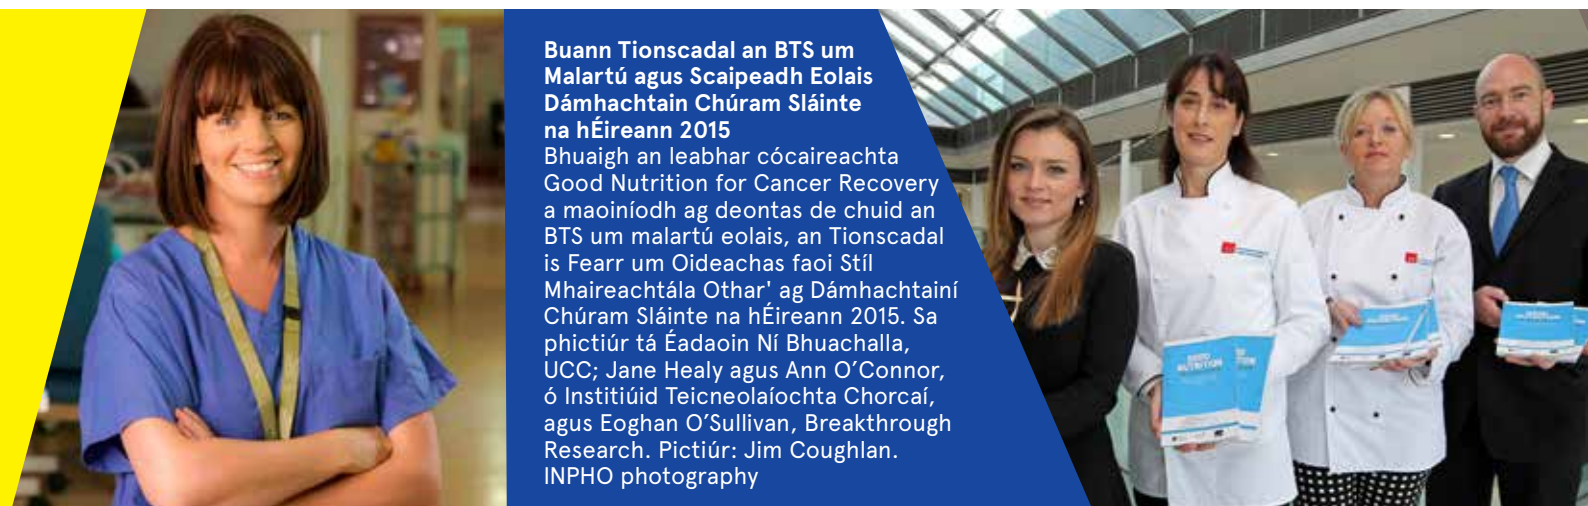 Buann Tionscadal an BTS um
Malartú agus Scaipeadh Eolais
Dámhachtain Chúram Sláinte
na hÉireann 2015
Bhuaigh an leabhar cócaireachta
Good Nutrition for Cancer Recovery
a maoiníodh ag deontas de chuid an
BTS um malartú eolais, an Tionscadal
is Fearr um Oideachas faoi Stíl
Mhaireachtála Othar' ag Dámhachtainí
Chúram Sláinte na hÉireann 2015. Sa
phictiúr tá Éadaoin Ní Bhuachalla,
UCC; Jane Healy agus Ann O’Connor,
ó Institiúid Teicneolaíochta Chorcaí,
agus Eoghan O’Sullivan, Breakthrough
Research. Pictiúr: Jim Coughlan.
INPHO photography
GOOD
NUTRITION